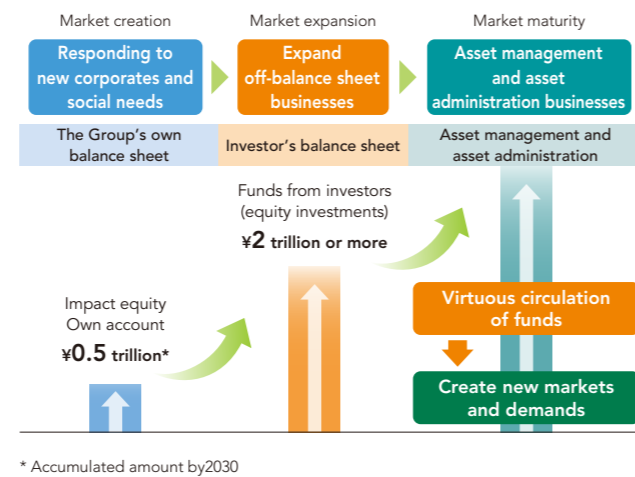 Market creation
Market expansion
Market maturity
Responding to
new corporates and
social needs
Expand
off-balance sheet
businesses
Asset management
and asset
administration businesses
The Group's own
balance sheet
Investor's balance sheet
Asset management and
asset administration
Funds from investors
(equity investments)
¥2 trillion or more
Impact equity
Own account
¥0.5 trillion*
Virtuous circulation
of funds
Create new markets
and demands
* Accumulated amount by2030